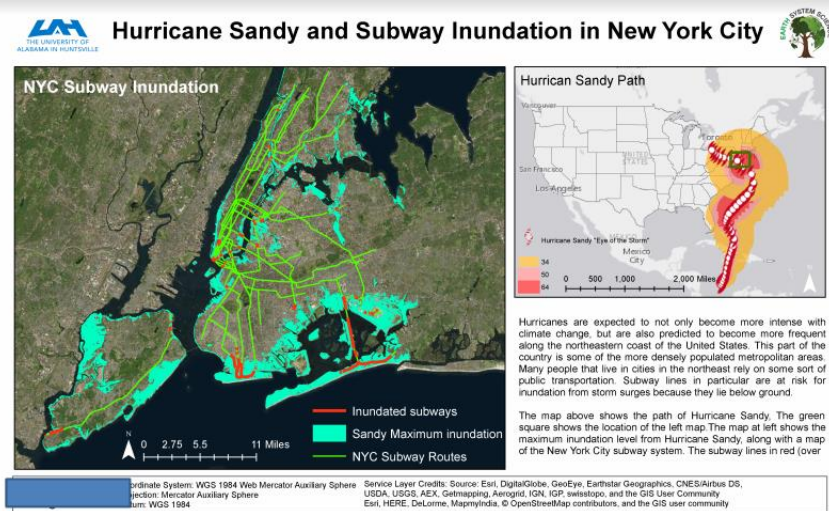 THE UNIVERSITY OF
ALABAMA IN HUNTSVILLE
Hurricane Sandy and Subway Inundation in New York City
EARTH SYSTEM SCIENCE
NYC Subway Inundation
Inundated subways
Sandy Maximum inundation
NYC Subway Routes
N
0 2.75 5.5 11 Miles
Hurrican Sandy Path
Vancouver
Toronto
UNITED
STATES
San Francisco
Los Angeles
MEXICO
Mexico
City
Hurricane Sandy "Eye of the Storm"
34
50
64
0 500 1,000 2,000 Miles
Hurricanes are expected to not only become more intense with
climate change, but are also predicted to become more frequent
along the northeastern coast of the United States. This part of the
country is some of the more densely populated metropolitan areas.
Many people that live in cities in the northeast rely on some sort of
public transportation. Subway lines in particular are at risk for
inundation from storm surges because they lie below ground.
The map above shows the path of Hurricane Sandy, The green
square shows the location of the left map.The map at left shows the
maximum inundation level from Hurricane Sandy, along with a map
of the New York City subway system. The subway lines in red (over
ordinate System: WGS 1984 Web Mercator Auxiliary Sphere
ojection: Mercator Auxiliary Sphere
tum: WGS 1984
Service Layer Credits: Source: Esri, DigitalGlobe, GeoEye, Earthstar Geographics, CNES/Airbus DS,
USDA, USGS, AEX, Getmapping, Aerogrid, IGN, IGP, swisstopo, and the GIS User Community
Esri, HERE, DeLorme, MapmyIndia, © OpenStreetMap contributors, and the GIS user community